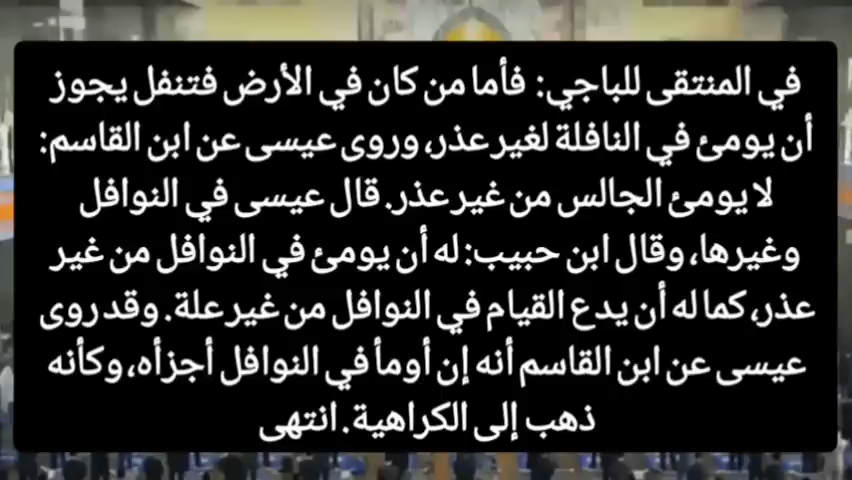 في المنتقى للباجي: فأما من كان في الأرض فتنفل يجوز
أن يومئ في النافلة لغير عذر، وروى عيسى عن ابن القاسم:
لا يومئ الجالس من غير عذر. قال عيسى في النوافل
وغيرها، وقال ابن حبيب: له أن يومئ في النوافل من غير
عذر، كما له أن يدع القيام في النوافل من غير علة. وقد روى
عيسى عن ابن القاسم أنه إن أومأ في النوافل أجزأه، وكأنه
ذهب إلى الكراهية. انتهى